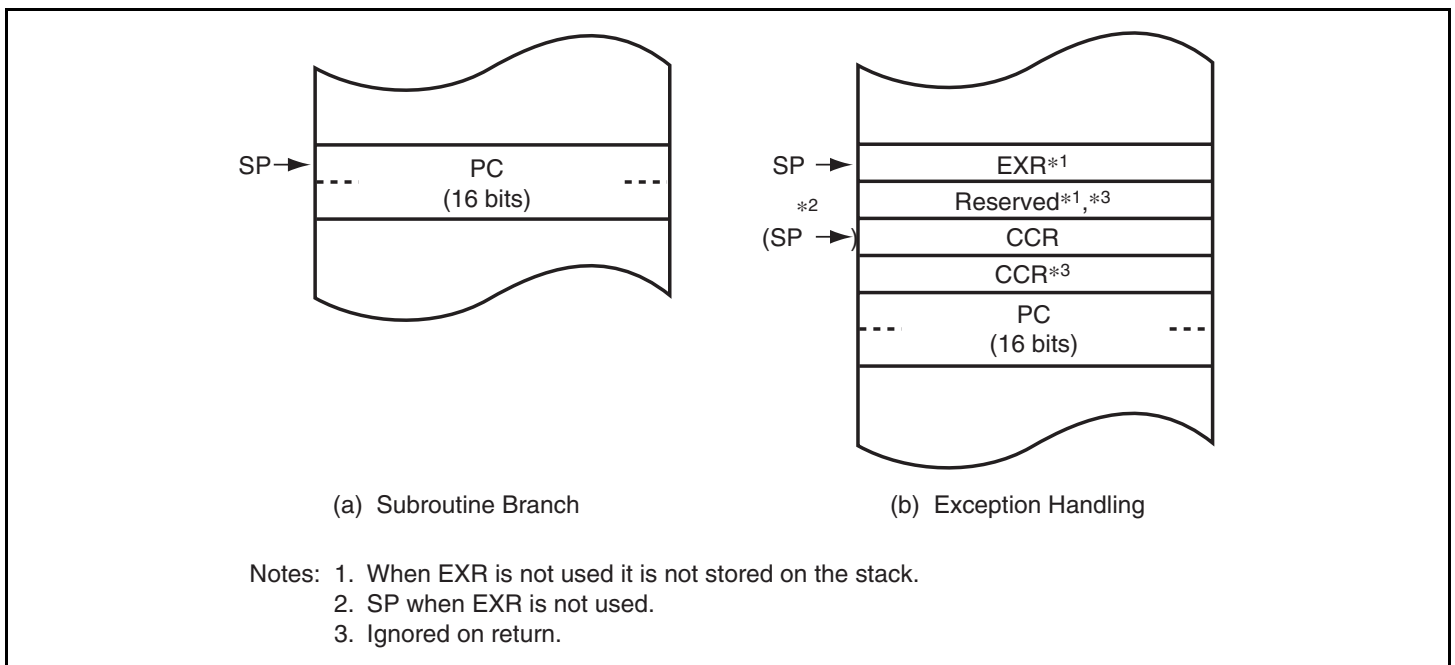 SP
PC
(16 bits)
(a) Subroutine Branch
SP
EXR*1
*2
Reserved*1,*3
(SP )
CCR
CCR*3
PC
(16 bits)
(b) Exception Handling
Notes: 1. When EXR is not used it is not stored on the stack.
2. SP when EXR is not used.
3. Ignored on return.